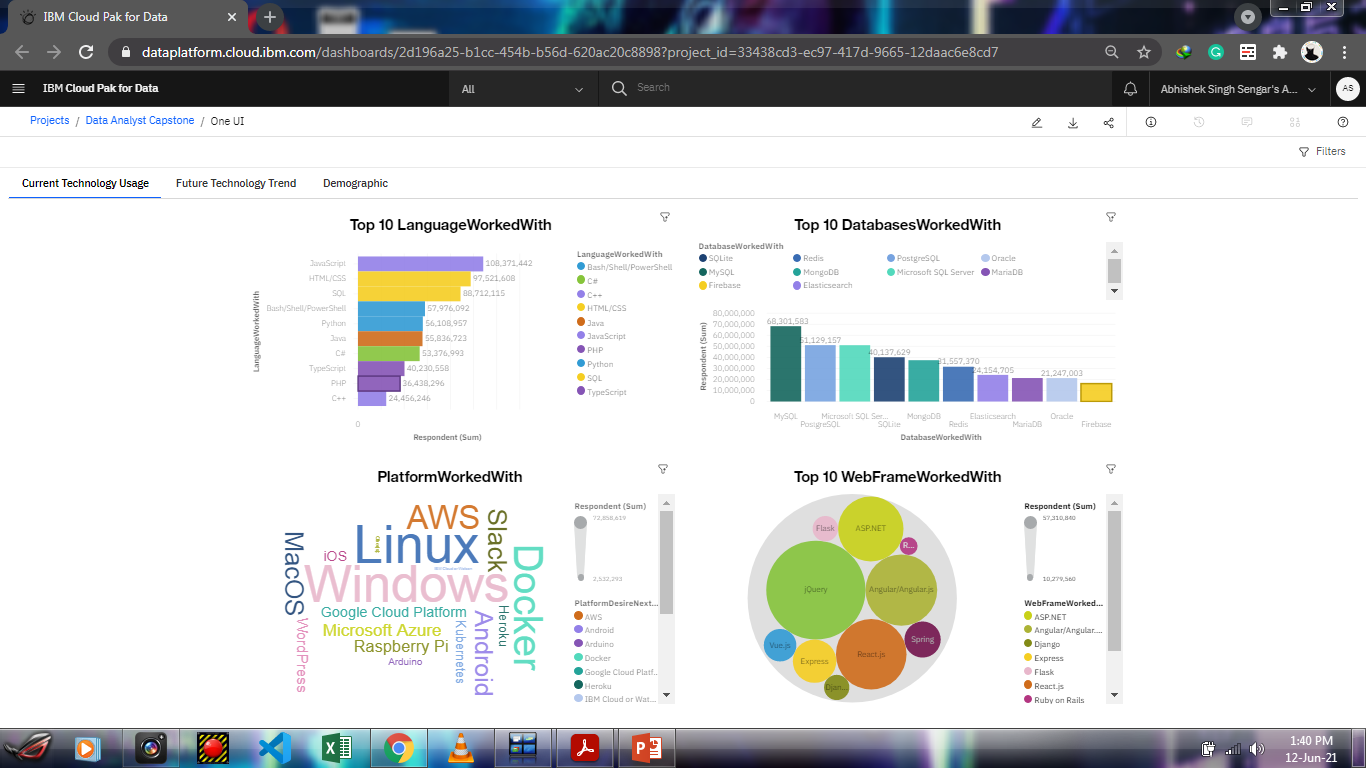 IBM Cloud Pak for Data
dataplatform.cloud.ibm.com/dashboards/2d196a25-b1cc-454b-b56d-620ac20c8898?project_id=33438cd3-ec97-417d-9665-12daac6e8cd7
IBM Cloud Pak for Data
All
Search
Abhishek Singh Sengar's A...
AS
Projects / Data Analyst Capstone / One UI
Filters
Current Technology Usage
Future Technology Trend
Demographic
Top 10 LanguageWorkedWith
LanguageWorkedWith
JavaScript 108,371,442
HTML/CSS 97,521,608
SQL 88,712,115
Bash/Shell/PowerShell 57,976,092
Python 56,108,957
Java 55,836,723
C# 53,376,993
TypeScript 40,230,558
PHP 36,438,296
C++ 24,456,246
0
Respondent (Sum)
LanguageWorkedWith
Bash/Shell/PowerShell
C#
C++
HTML/CSS
Java
JavaScript
PHP
Python
SQL
TypeScript
Top 10 DatabasesWorkedWith
DatabaseWorkedWith
SQLite Redis PostgreSQL Oracle
MySQL MongoDB Microsoft SQL Server MariaDB
Firebase Elasticsearch
Respondent (Sum)
80,000,000
70,000,000
60,000,000
50,000,000
40,000,000
30,000,000
20,000,000
10,000,000
0
68,301,583
51,129,157
40,137,629
31,557,370
24,154,705
21,247,003
MySQL Microsoft SQL Ser... MongoDB Elasticsearch Oracle
PostgreSQL SQLite Redis MariaDB Firebase
DatabaseWorkedWith
PlatformWorkedWith
AWS
Slack
MacOS
iOS
Linux
Docker
Windows
Google Cloud Platform
Microsoft Azure
Raspberry Pi
Arduino
WordPress
Kubernetes
Android
Heroku
Respondent (Sum)
72,858,619
2,532,293
PlatformDesireNext...
AWS
Android
Arduino
Docker
Google Cloud Platf...
Heroku
IBM Cloud or Wat...
Top 10 WebFrameWorkedWith
Flask
ASP.NET
R...
jQuery
Angular/Angular.js
Vue.js
Express
React.js
Spring
Djan...
Respondent (Sum)
57,310,840
10,279,560
WebFrameWorked...
ASP.NET
Angular/Angular....
Django
Express
Flask
React.js
Ruby on Rails
1:40 PM
12-Jun-21